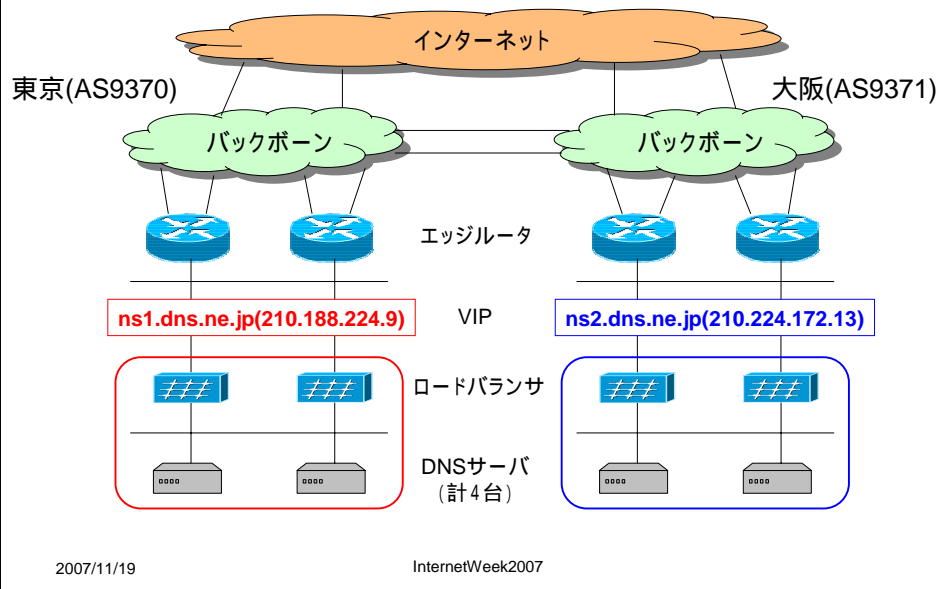 インターネット
東京(AS9370)
大阪(AS9371)
バックボーン
バックボーン
エッジルータ
ns1.dns.ne.jp(210.188.224.9)
VIP
ns2.dns.ne.jp(210.224.172.13)
ロードバランサ
DNSサーバ
(計4台)
2007/11/19
InternetWeek2007